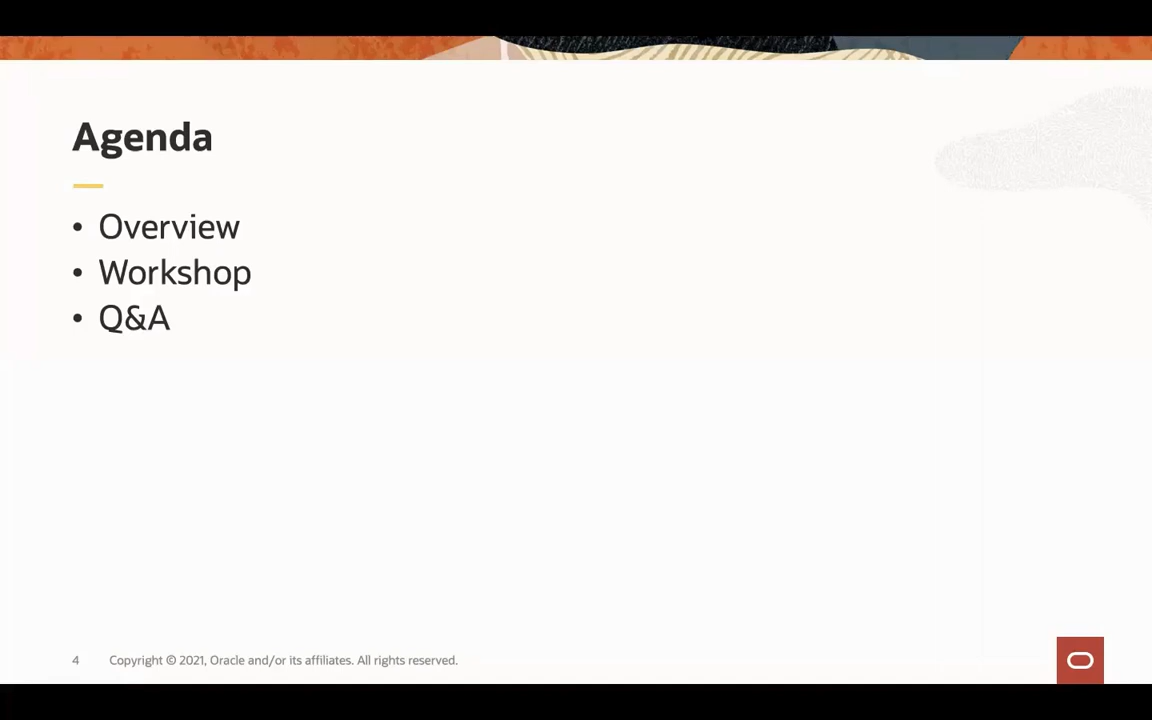 Agenda
• Overview
• Workshop
• Q&A
4 Copyright © 2021, Oracle and/or its affiliates. All rights reserved.